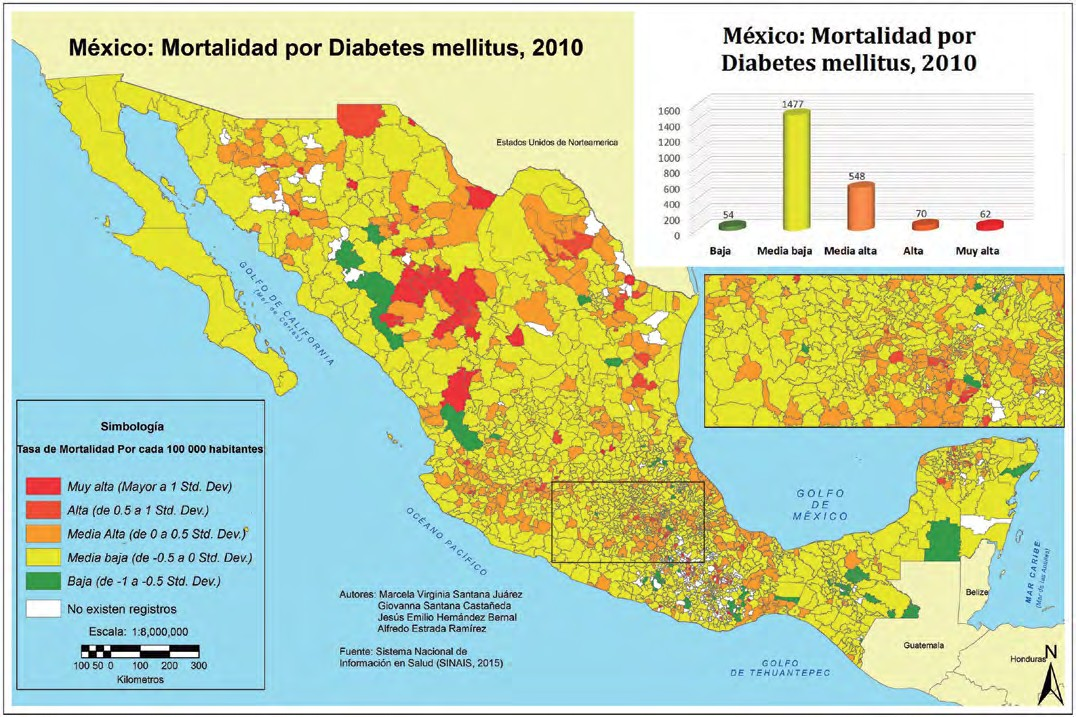 México: Mortalidad por Diabetes mellitus, 2010
México: Mortalidad por
Diabetes mellitus, 2010
1600
1400
1200
1000
800
600
400
200
0
54
1477
548
70
62
Baja
Media baja
Media alta
Alta
Muy alta
Estados Unidos de Norteamerica
GOLFO DE CALIFORNIA
(Mar de Cortés)
OCÉANO PACÍFICO
GOLFO
DE
MÉXICO
MAR CARIBE
(Mar de las Antillas)
Belize
Guatemala
Honduras
GOLFO
DE TEHUANTEPEC
N
Simbología
Tasa de Mortalidad Por cada 100 000 habitantes
Muy alta (Mayor a 1 Std. Dev)
Alta (de 0.5 a 1 Std. Dev.)
Media Alta (de 0 a 0.5 Std. Dev.)
Media baja (de -0.5 a 0 Std. Dev.)
Baja (de -1 a -0.5 Std. Dev.)
No existen registros
Escala: 1:8,000,000
100 50 0 100 200 300
Kilometros
Autores: Marcela Virginia Santana Juárez
Giovanna Santana Castañeda
Jesús Emilio Hernández Bernal
Alfredo Estrada Ramírez
Fuente: Sistema Nacional de
Información en Salud (SINAIS, 2015)